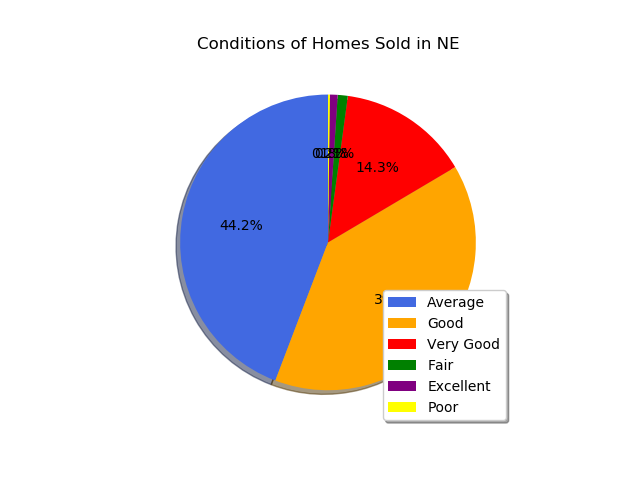 Conditions of Homes Sold in NE
14.3%
44.2%
Average
Good
Very Good
Fair
Excellent
Poor